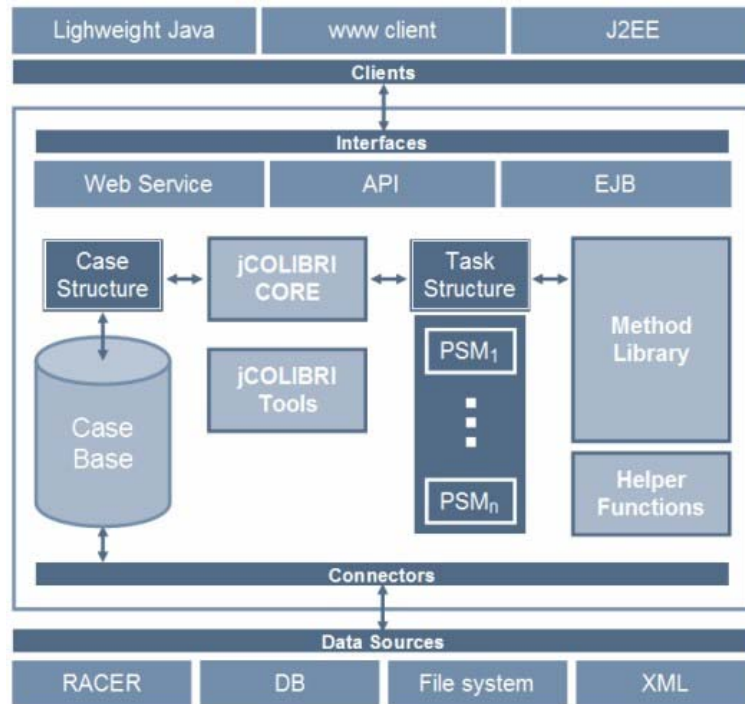 Lighweight Java
www client
J2EE
Clients
Interfaces
Web Service
API
EJB
Case
Structure
jCOLIBRI
CORE
Task
Structure
Method
Library
PSM1
jCOLIBRI
Tools
Case
Base
PSMn
Helper
Functions
Connectors
Data Sources
RACER
DB
File system
XML